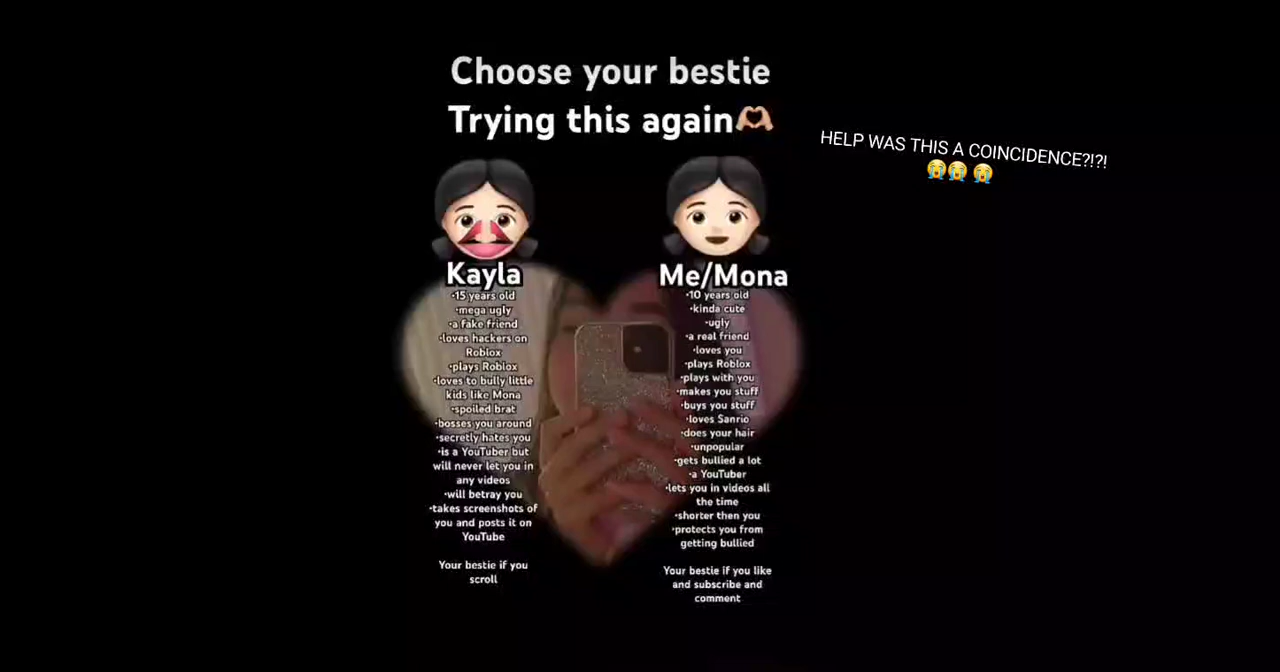 Choose your bestie
Trying this again🫶🏼
HELP WAS THIS A COINCIDENCE?!?!
😭😭😭
Kayla
•15 years old
•mega ugly
•a fake friend
•loves hackers on
Roblox
•plays Roblox
•loves to bully little
kids like Mona
•spoiled brat
•bosses you around
•secretly hates you
•is a YouTuber but
will never let you in
any videos
•will betray you
•takes screenshots of
you and posts it on
YouTube
Your bestie if you
scroll
Me/Mona
•10 years old
•kinda cute
•ugly
•a real friend
•loves you
•plays Roblox
•plays with you
•makes you stuff
•buys you stuff
•loves Sanrio
•does your hair
•unpopular
•gets bullied a lot
•a YouTuber
•lets you in videos all
the time
•shorter then you
•protects you from
getting bullied
Your bestie if you like
and subscribe and
comment